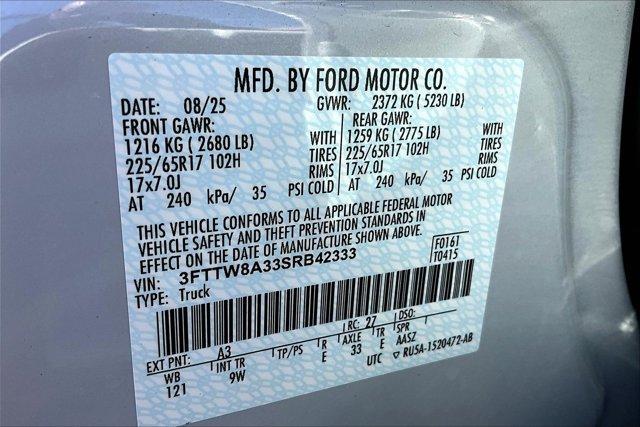 MFD. BY FORD MOTOR CO.
DATE: 08/25 GVWR: 2372 KG ( 5230 LB)
FRONT GAWR: REAR GAWR:
1216 KG ( 2680 LB) WITH 1259 KG ( 2775 LB) WITH
225/65R17 102H TIRES 225/65R17 102H TIRES
17x7.0J RIMS 17x7.0J RIMS
AT 240 kPa/ 35 PSI COLD AT 240 kPa/ 35 PSI COLD
THIS VEHICLE CONFORMS TO ALL APPLICABLE FEDERAL MOTOR
VEHICLE SAFETY AND THEFT PREVENTION STANDARDS IN
EFFECT ON THE DATE OF MANUFACTURE SHOWN ABOVE.
VIN: 3FTTW8A33SRB42333 F0161
TYPE: Truck T0415
EXT PNT: A3 RC: 27 DSO:
WB INT TR TP/PS R AXLE TR SPR
121 9W E 33 E AASZ
UTC ▽ RU5A-1520472-AB